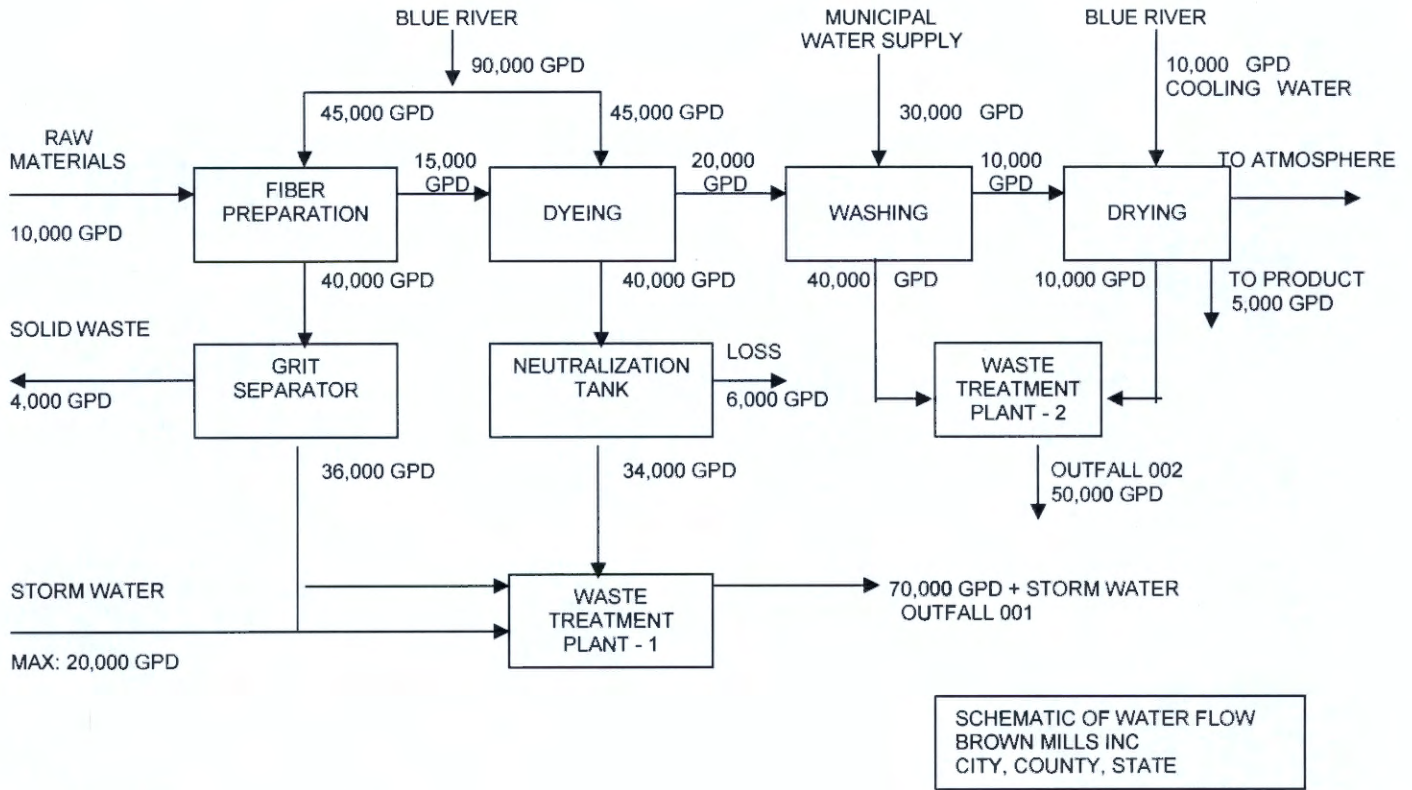 BLUE RIVER
90,000 GPD
45,000 GPD
45,000 GPD
MUNICIPAL
WATER SUPPLY
30,000 GPD
BLUE RIVER
10,000 GPD
COOLING WATER
RAW
MATERIALS
10,000 GPD
FIBER
PREPARATION
15,000
GPD
DYEING
20,000
GPD
WASHING
10,000
GPD
DRYING
TO ATMOSPHERE
40,000 GPD
40,000 GPD
40,000 GPD
10,000 GPD
TO PRODUCT
5,000 GPD
SOLID WASTE
4,000 GPD
GRIT
SEPARATOR
NEUTRALIZATION
TANK
LOSS
6,000 GPD
WASTE
TREATMENT
PLANT - 2
36,000 GPD
34,000 GPD
OUTFALL 002
50,000 GPD
STORM WATER
MAX: 20,000 GPD
WASTE
TREATMENT
PLANT - 1
70,000 GPD + STORM WATER
OUTFALL 001
SCHEMATIC OF WATER FLOW
BROWN MILLS INC
CITY, COUNTY, STATE